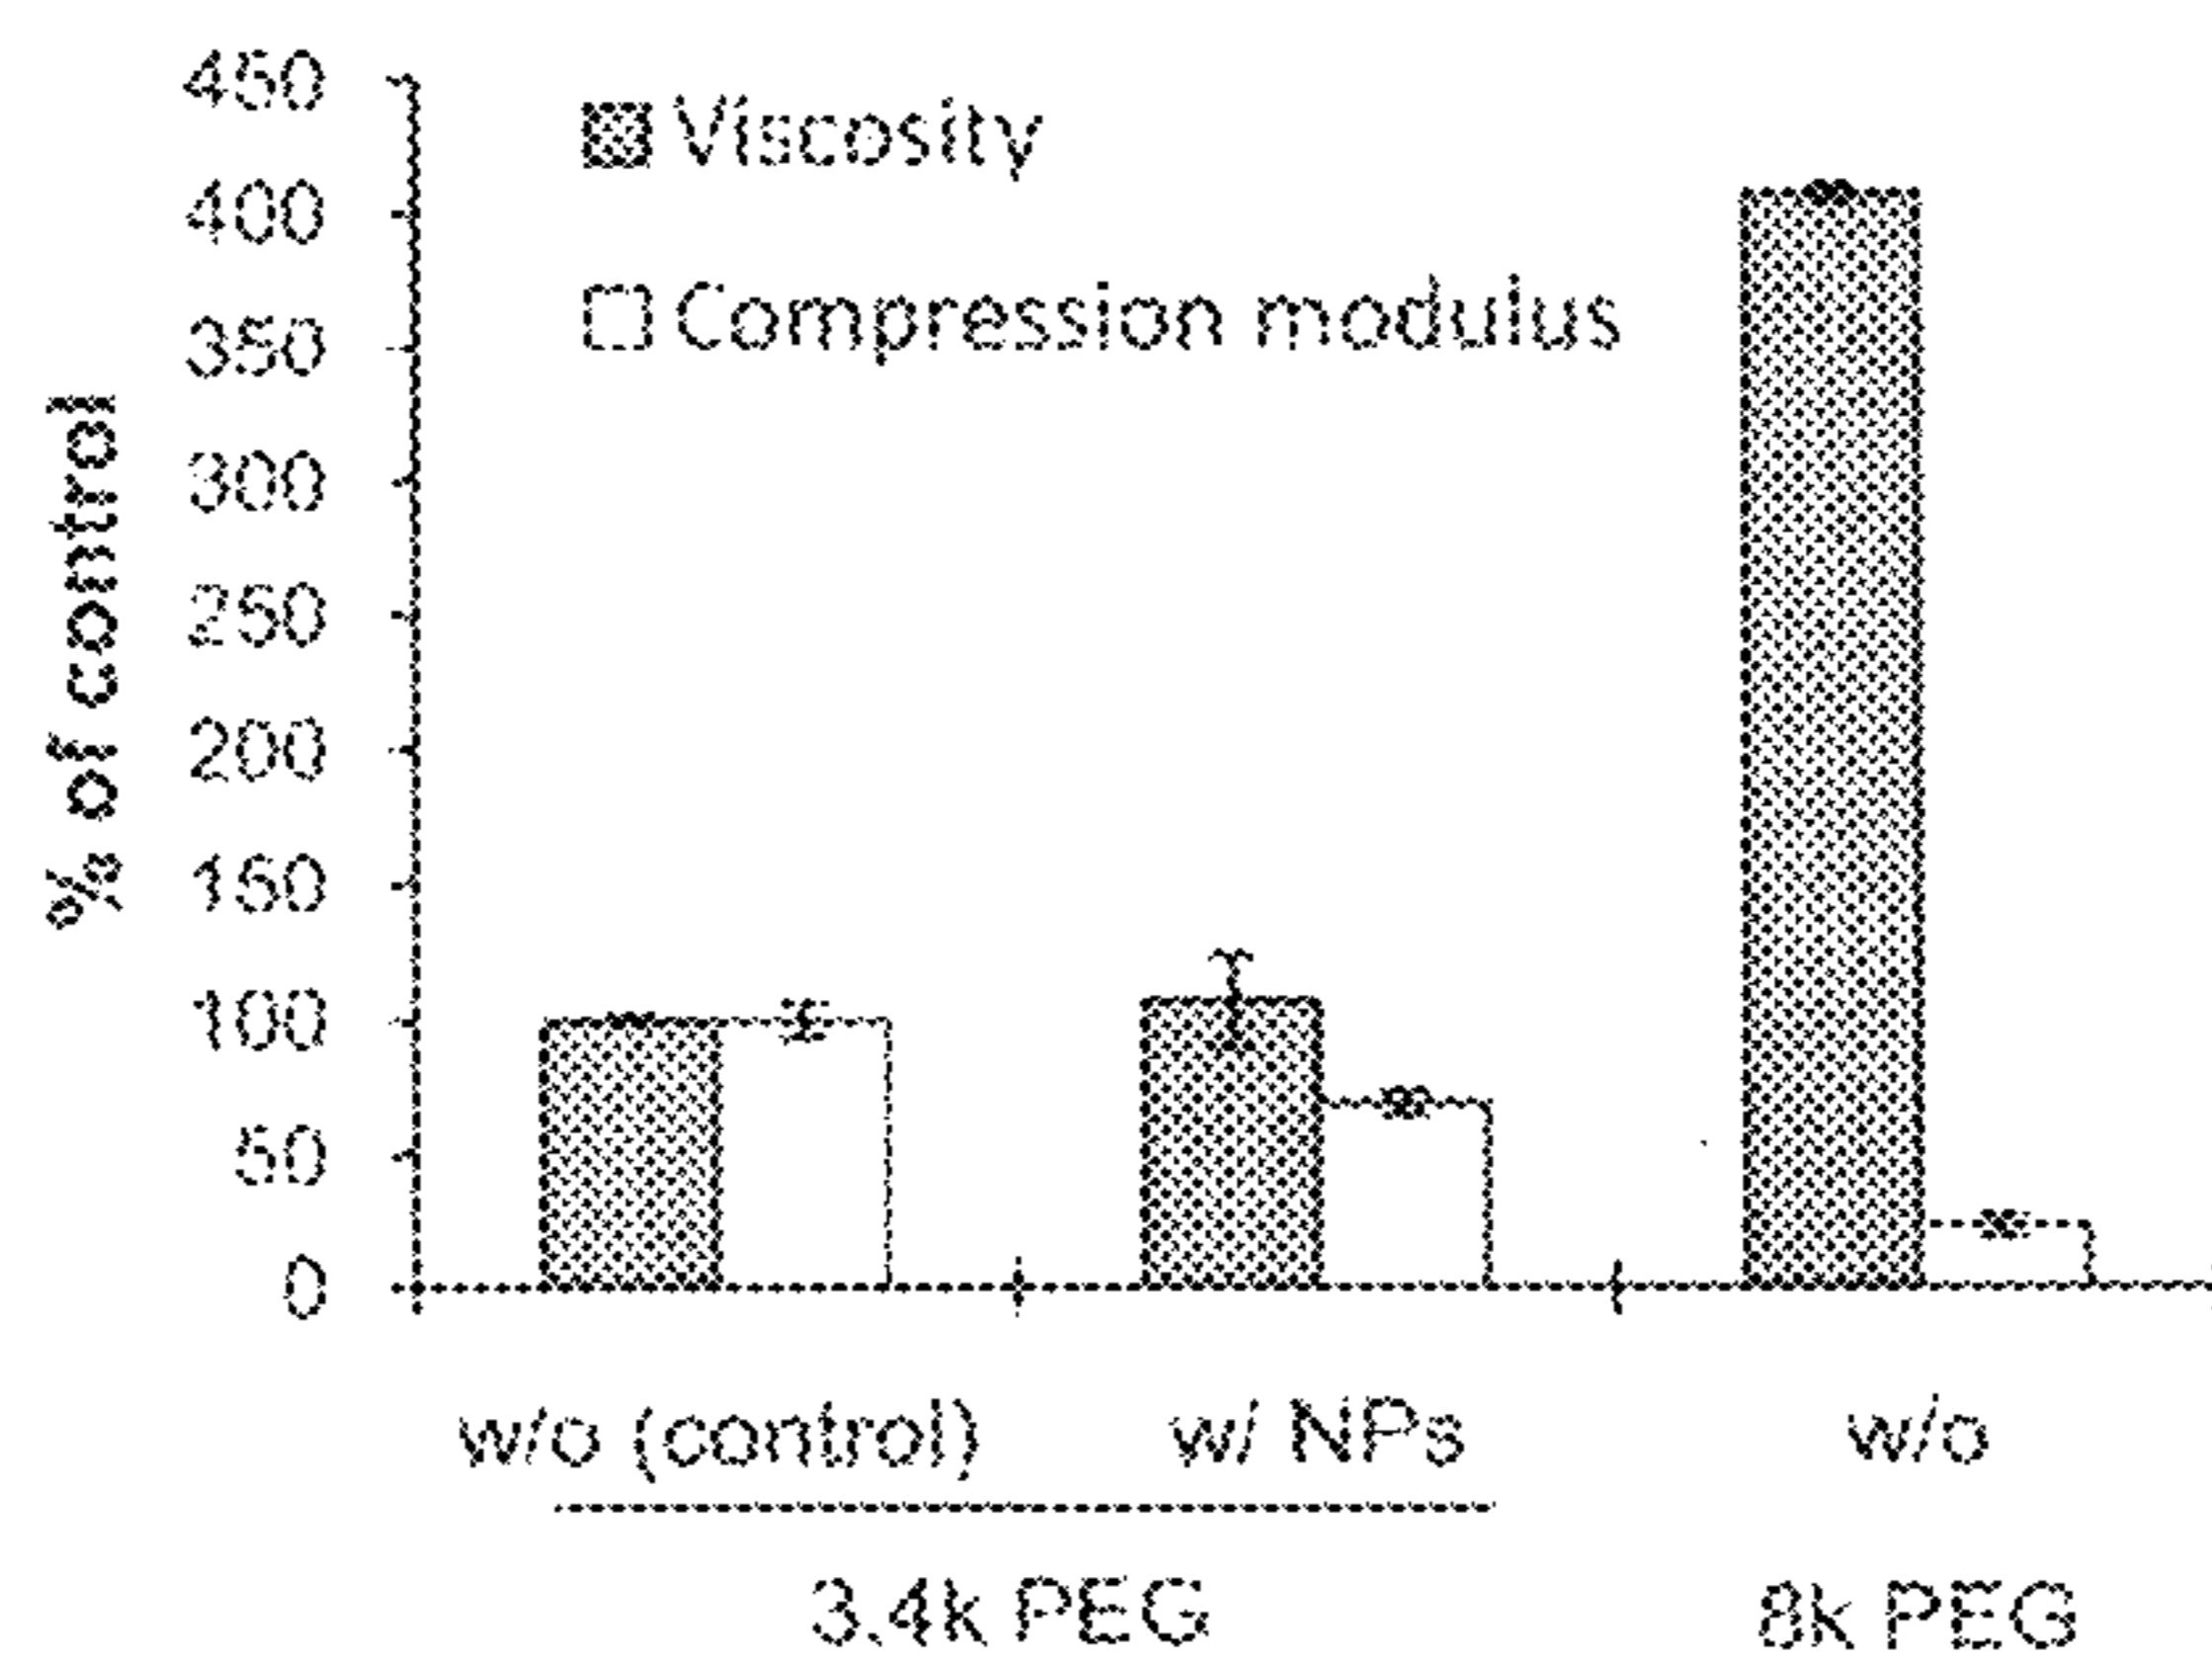 450
400
350
300
250
200
150
100
50
0
% of control
Viscosity
Compression modulus
w/o (control) w/ NPs w/o
3.4k PEG 8k PEG